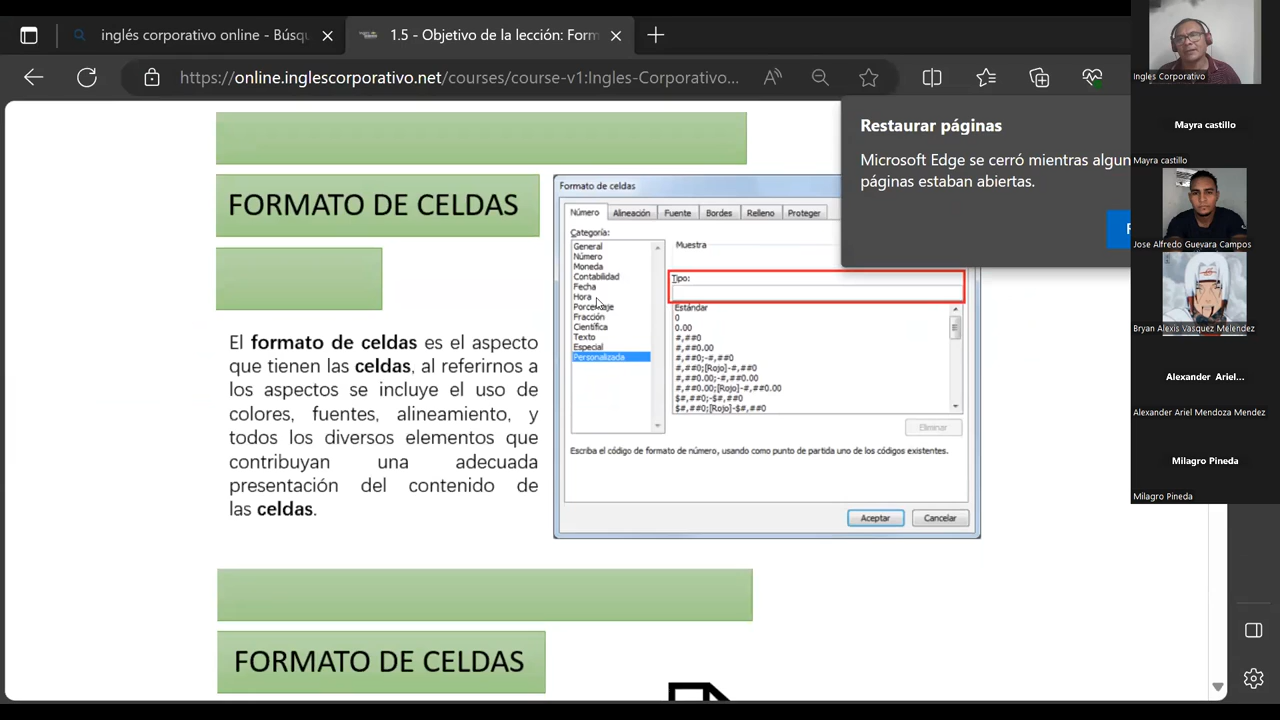 inglés corporativo online - Búsqu
1.5 - Objetivo de la lección: Form
https://online.inglescorporativo.net/courses/course-v1:Ingles-Corporativo...
Restaurar páginas
Microsoft Edge se cerró mientras algun
páginas estaban abiertas.
FORMATO DE CELDAS
El formato de celdas es el aspecto
que tienen las celdas, al referirnos a
los aspectos se incluye el uso de
colores, fuentes, alineamiento, y
todos los diversos elementos que
contribuyan una adecuada
presentación del contenido de
las celdas.
Formato de celdas
Número Alineación Fuente Bordes Relleno Proteger
Categoría:
General
Número
Moneda
Contabilidad
Fecha
Hora
Porcentaje
Fracción
Científica
Texto
Especial
Personalizada
Muestra
Tipo:
Estándar
0
0.00
#,##0
#,##0.00
#,##0;-#,##0
#,##0;[Rojo]-#,##0
#,##0.00;-#,##0.00
#,##0.00;[Rojo]-#,##0.00
$#,##0;-$#,##0
$#,##0;[Rojo]-$#,##0
Eliminar
Escriba el código de formato de número, usando como punto de partida uno de los códigos existentes.
Aceptar Cancelar
FORMATO DE CELDAS
Ingles Corporativo
Mayra castillo
Mayra castillo
Jose Alfredo Guevara Campos
Bryan Alexis Vasquez Melendez
Alexander Ariel...
Alexander Ariel Mendoza Mendez
Milagro Pineda
Milagro Pineda